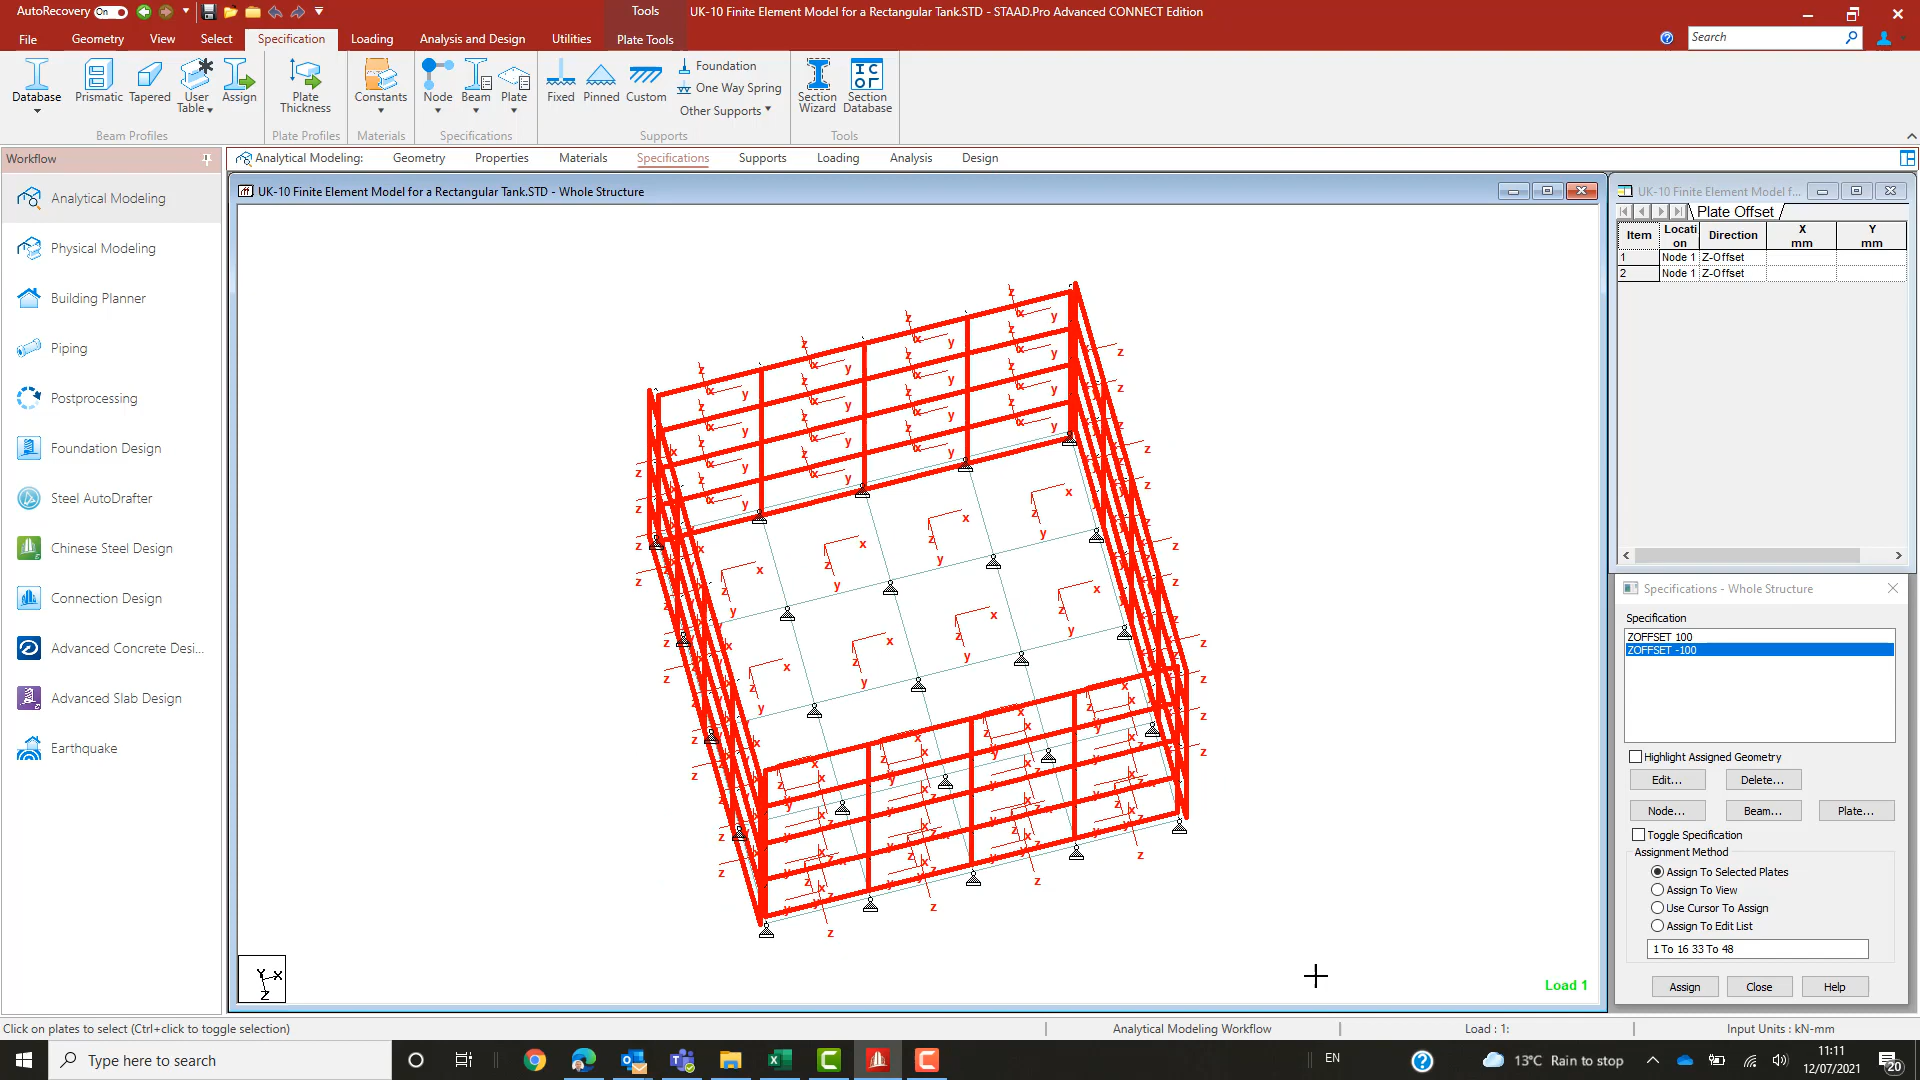 AutoRecovery On
Tools
UK-10 Finite Element Model for a Rectangular Tank.STD - STAAD.Pro Advanced CONNECT Edition
File
Geometry
View
Select
Specification
Loading
Analysis and Design
Utilities
Plate Tools
Search
Database
Prismatic
Tapered
User Table
Assign
Plate Thickness
Constants
Node
Beam
Plate
Fixed
Pinned
Custom
Foundation
One Way Spring
Other Supports
Section Wizard
Section Database
Beam Profiles
Plate Profiles
Materials
Specifications
Supports
Tools
Workflow
Analytical Modeling:
Geometry
Properties
Materials
Specifications
Supports
Loading
Analysis
Design
Analytical Modeling
Physical Modeling
Building Planner
Piping
Postprocessing
Foundation Design
Steel AutoDrafter
Chinese Steel Design
Connection Design
Advanced Concrete Desi...
Advanced Slab Design
Earthquake
UK-10 Finite Element Model for a Rectangular Tank.STD - Whole Structure
Load 1
UK-10 Finite Element Model f...
Plate Offset
Item Locati on Direction X mm Y mm
1 Node 1 Z-Offset
2 Node 1 Z-Offset
Specifications - Whole Structure
Specification
ZOFFSET 100
ZOFFSET -100
Highlight Assigned Geometry
Edit...
Delete...
Node...
Beam...
Plate...
Toggle Specification
Assignment Method
Assign To Selected Plates
Assign To View
Use Cursor To Assign
Assign To Edit List
1 To 16 33 To 48
Assign
Close
Help
Click on plates to select (Ctrl+click to toggle selection)
Analytical Modeling Workflow
Load : 1:
Input Units : kN-mm
Type here to search
EN
13°C Rain to stop
11:11
12/07/2021
20